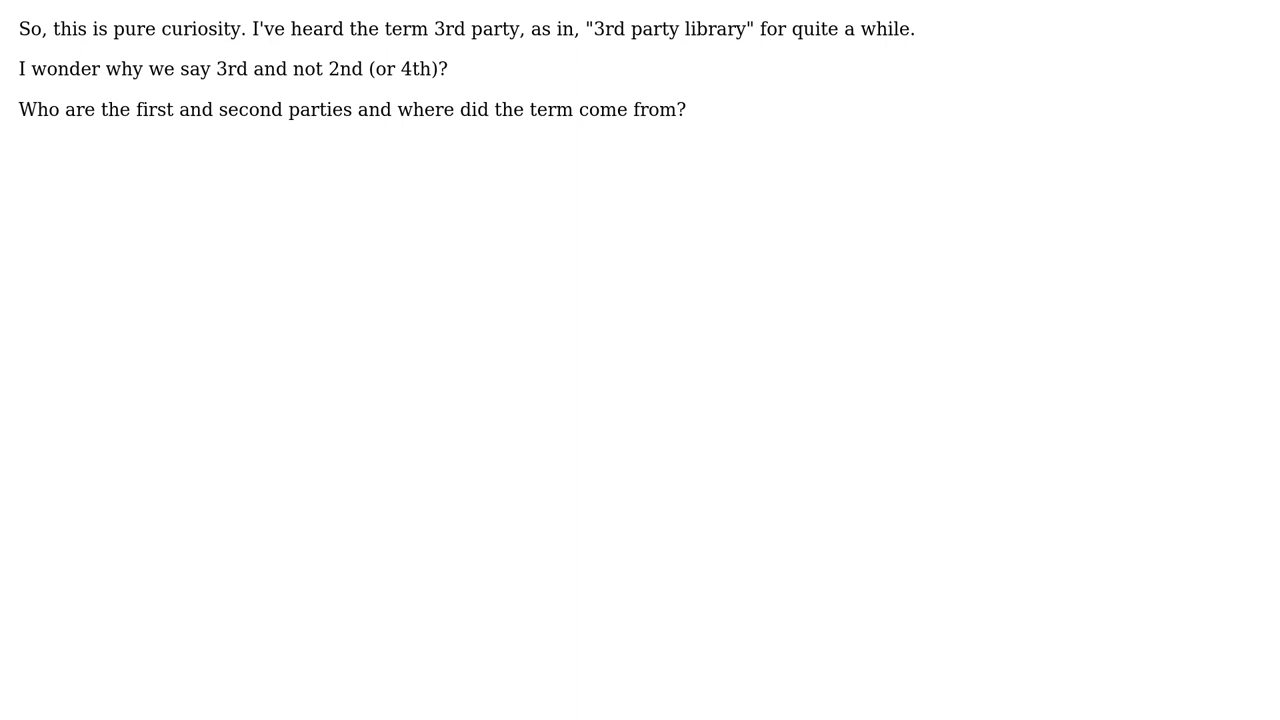 So, this is pure curiosity. I've heard the term 3rd party, as in, "3rd party library" for quite a while.
I wonder why we say 3rd and not 2nd (or 4th)?
Who are the first and second parties and where did the term come from?